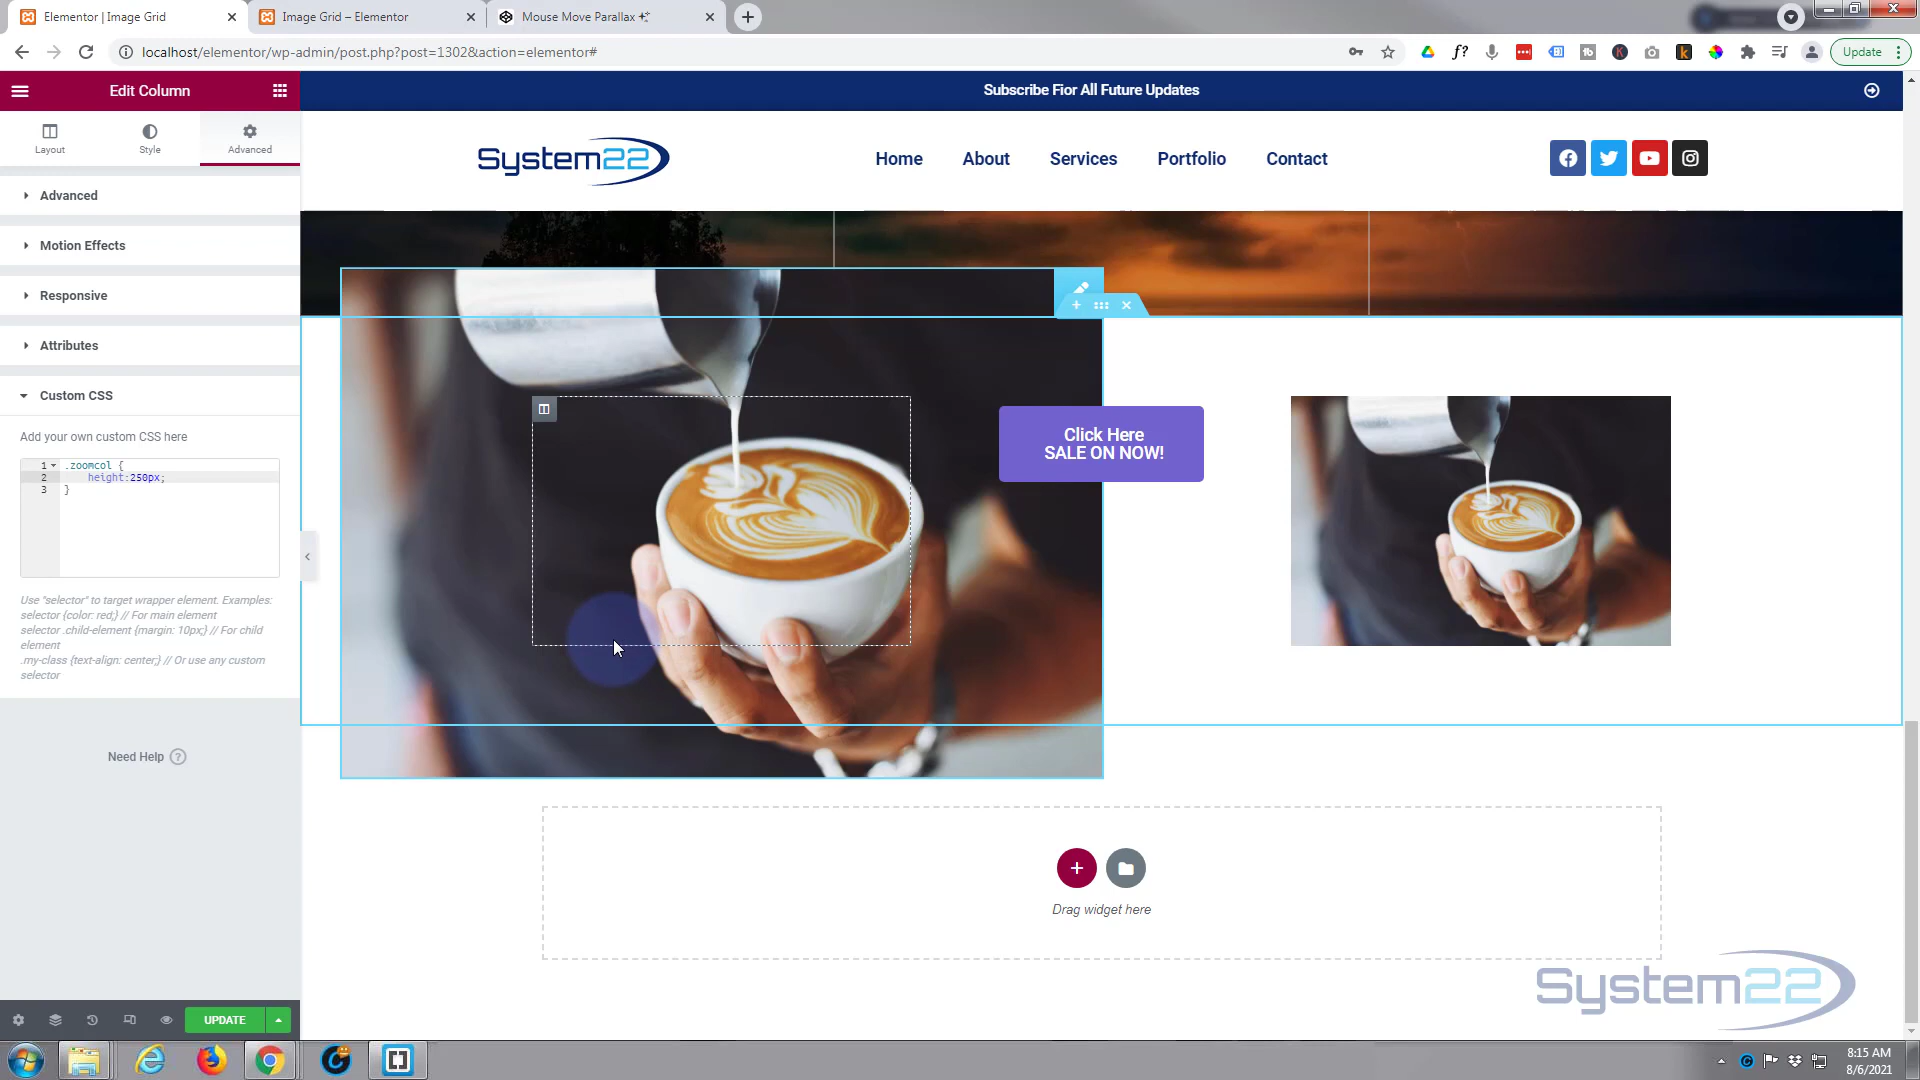 Elementor | Image Grid
Image Grid – Elementor
Mouse Move Parallax
localhost/elementor/wp-admin/post.php?post=1302&action=elementor#
Update
Edit Column
Subscribe Fior All Future Updates
Layout
Style
Advanced
System22
Home
About
Services
Portfolio
Contact
Advanced
Motion Effects
Responsive
Attributes
Custom CSS
Add your own custom CSS here
1 .zoomcol {
2 height:250px;
3 }
Use "selector" to target wrapper element. Examples:
selector {color: red;} // For main element
selector .child-element {margin: 10px;} // For child
element
.my-class {text-align: center;} // Or use any custom
selector
Need Help ?
Click Here
SALE ON NOW!
Drag widget here
System22
UPDATE
8:15 AM
8/6/2021